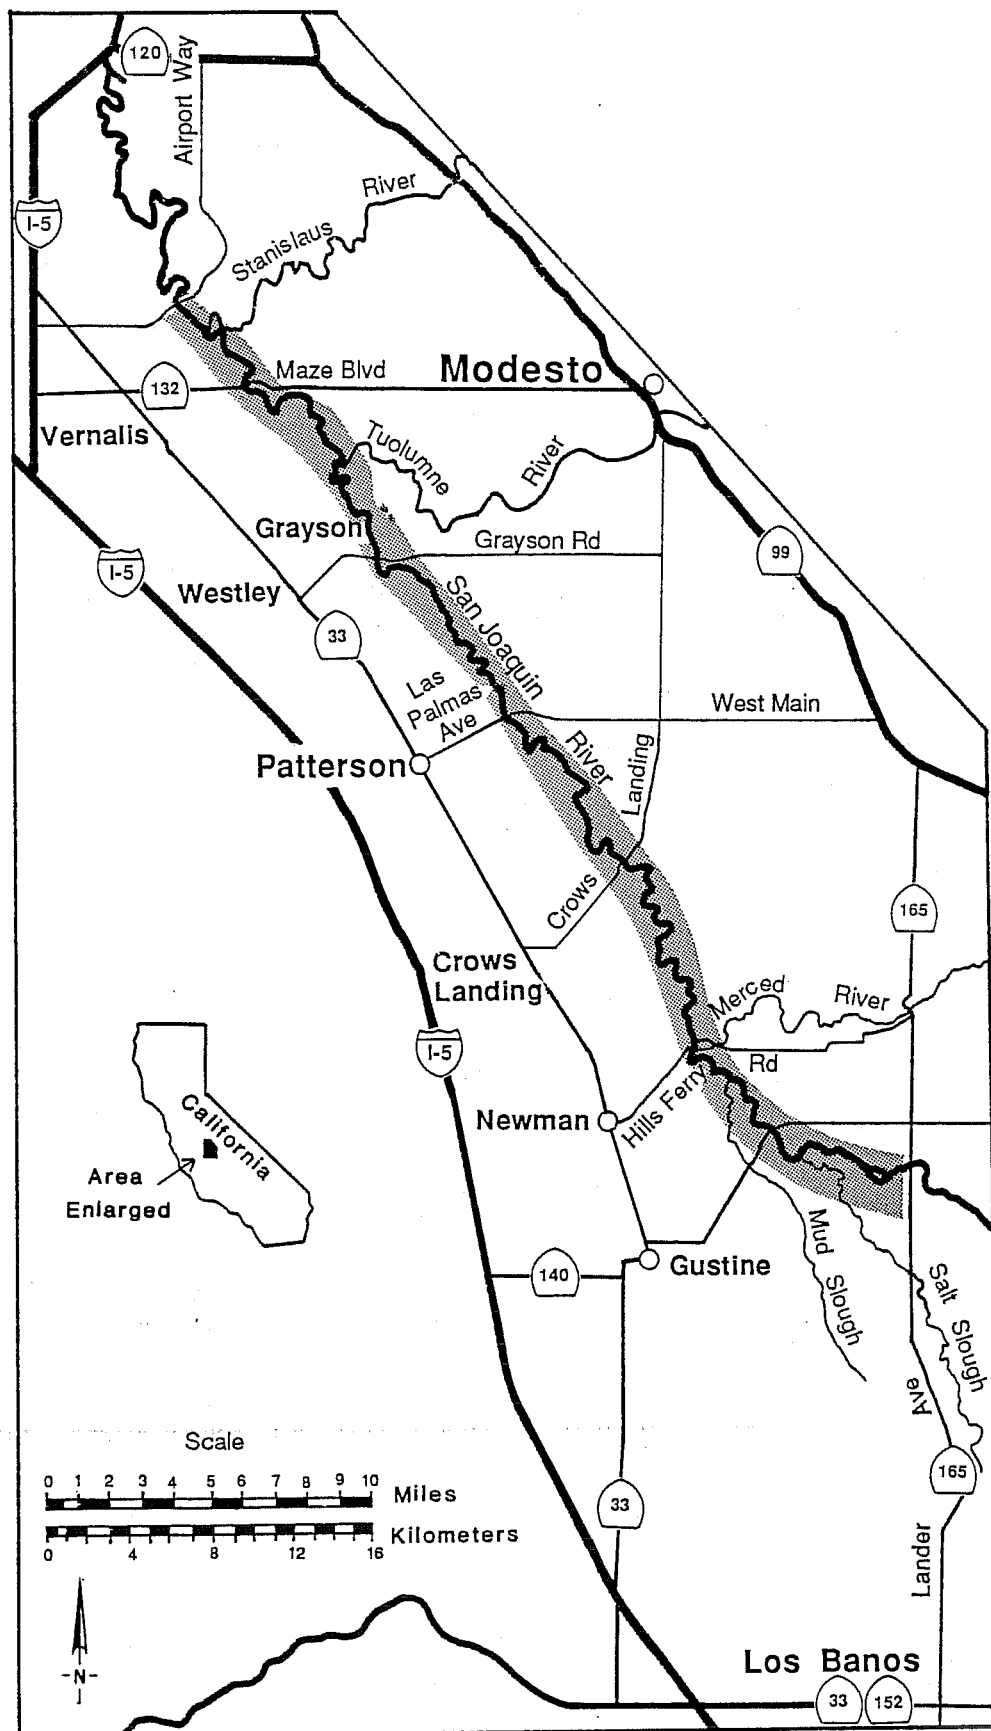 120
Airport Way
I-5
Stanislaus River
132
Maze Blvd
Modesto
Vernalis
Tuolumne River
Grayson
Grayson Rd
99
I-5
Westley
33
San Joaquin River
Las
Palmas
Ave
West Main
Patterson
Landing
Crows
165
Crows
Landing
Merced River
I-5
Rd
Hills Ferry
Newman
California
Area
Enlarged
Mud Slough
Gustine
140
Salt Slough
Ave
165
Lander
33
Scale
0 1 2 3 4 5 6 7 8 9 10
Miles
Kilometers
0 4 8 12 16
-N-
Los Banos
33 152